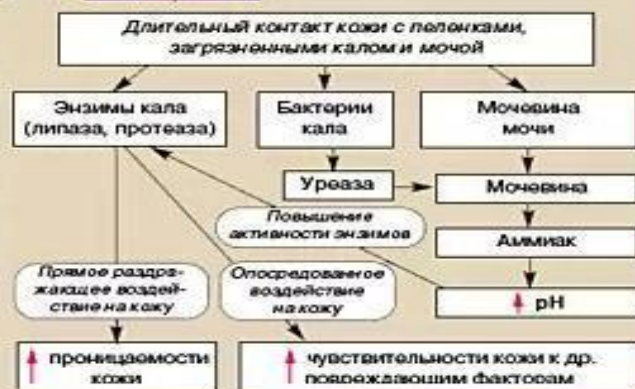 Длительный контакт кожи с пеленками,
загрязненными калом и мочой
Энзимы кала
(липаза, протеаза)
Бактерии
кала
Мочевина
мочи
Уреаза
Мочевина
Повышение
активности энзимов
Аммиак
Прямое раздра-
жающее воздей-
ствие на кожу
Опосредованное
воздействие
на кожу
рН
проницаемости
кожи
чувствительности кожи к др.
повреждающим факторам